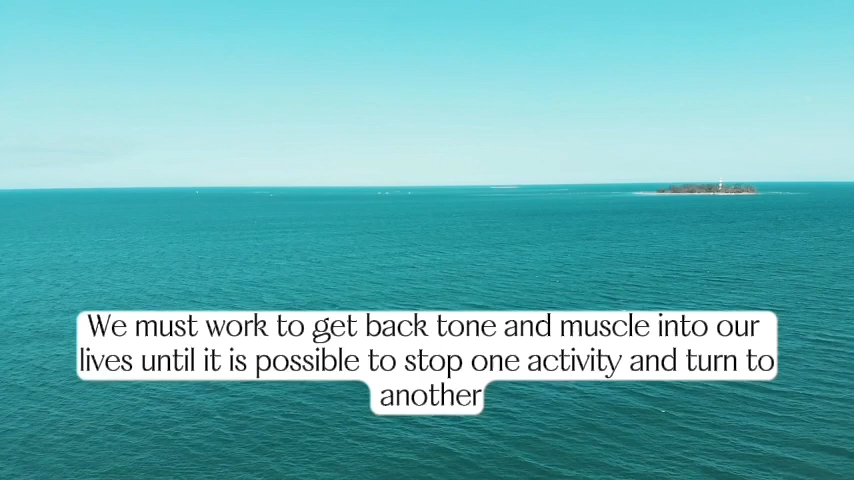 We must work to get back tone and muscle into our
lives until it is possible to stop one activity and turn to
another